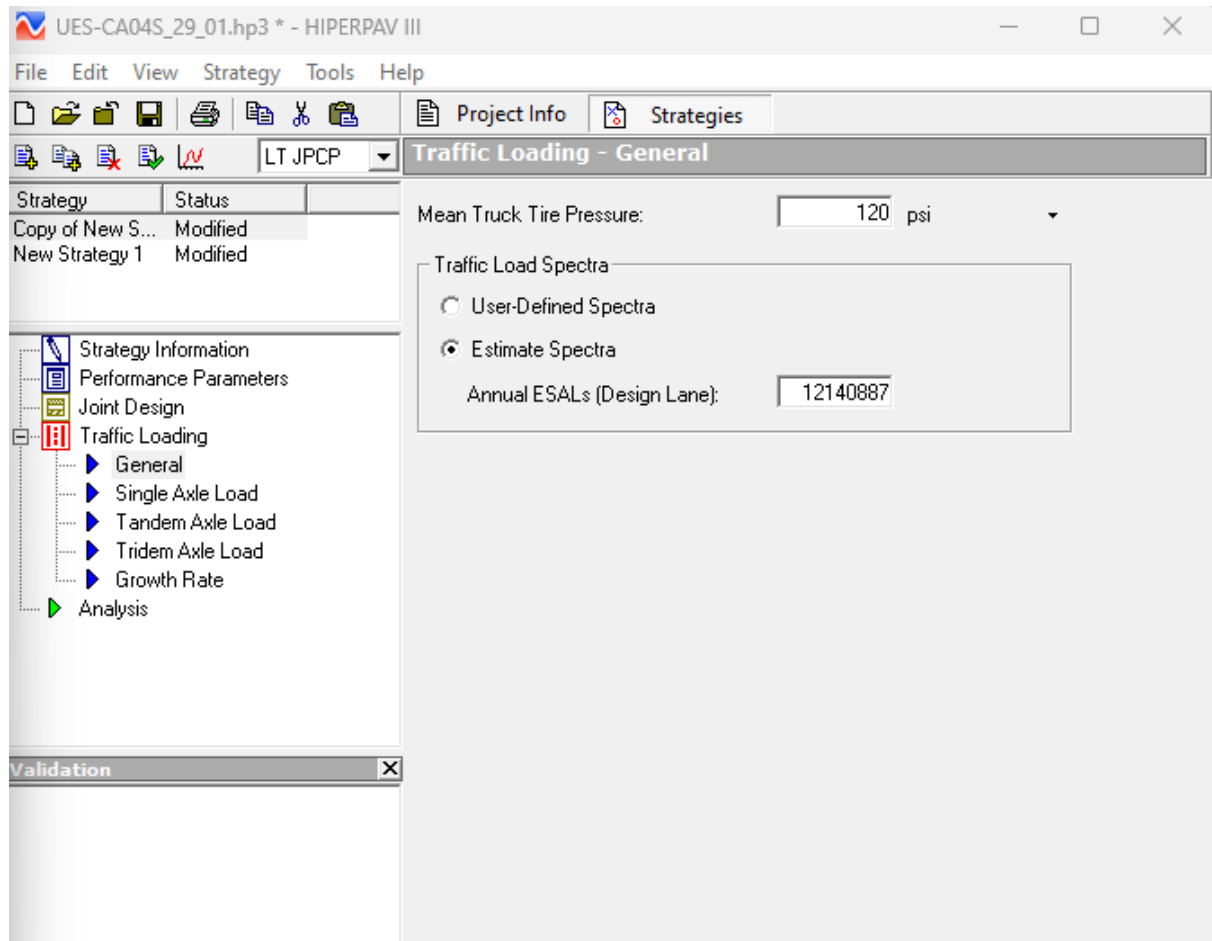 UES-CA04S_29_01.hp3 * - HIPERPAV III
File Edit View Strategy Tools Help
Project Info Strategies
LT JPCP
Traffic Loading - General
Strategy Status
Copy of New S... Modified
New Strategy 1 Modified
Mean Truck Tire Pressure: 120 psi
Traffic Load Spectra
User-Defined Spectra
Estimate Spectra
Annual ESALs (Design Lane): 12140887
Strategy Information
Performance Parameters
Joint Design
Traffic Loading
General
Single Axle Load
Tandem Axle Load
Tridem Axle Load
Growth Rate
Analysis
Validation